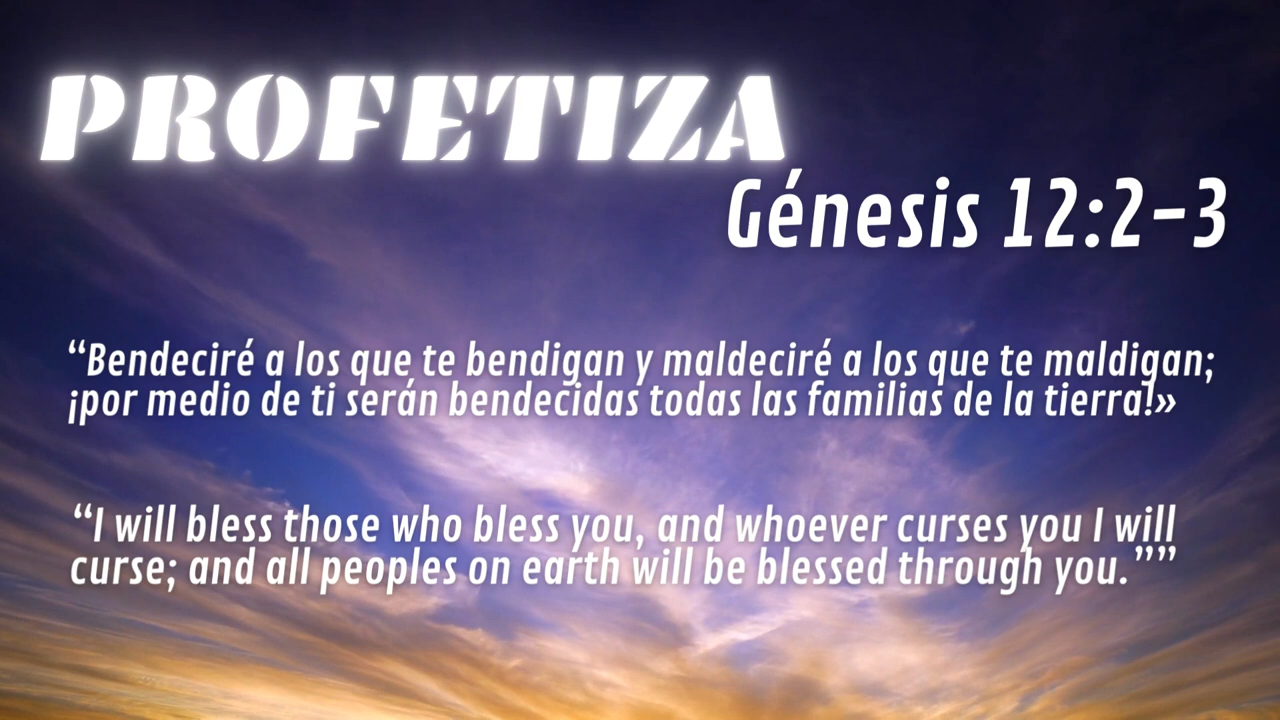 PROFETIZA
Génesis 12:2-3
“Bendeciré a los que te bendigan y maldeciré a los que te maldigan;
¡por medio de ti serán bendecidas todas las familias de la tierra!»
“I will bless those who bless you, and whoever curses you I will
curse; and all peoples on earth will be blessed through you.””